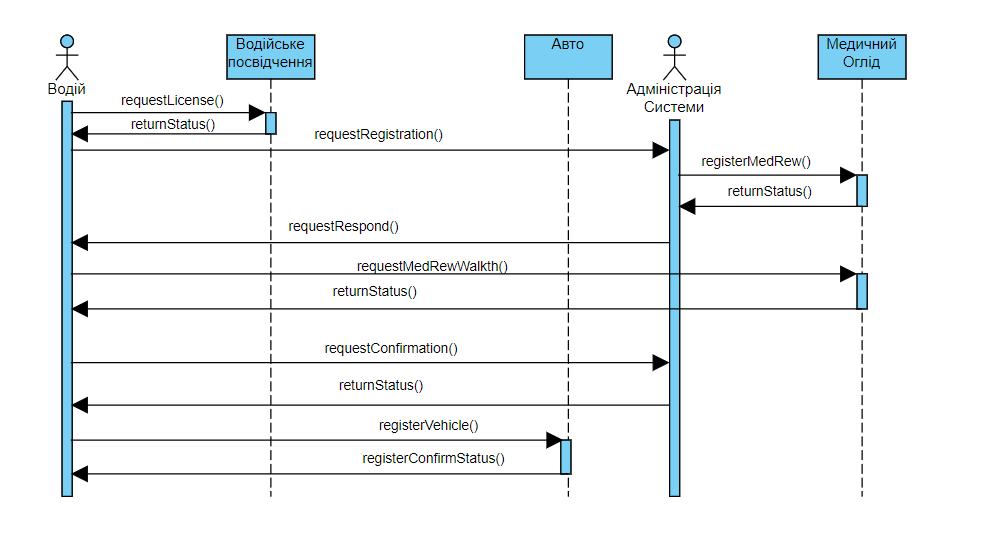 Водійське
посвідчення
Авто
Медичний
Оглід
Водій
Адміністрація
Системи
requestLicense()
returnStatus()
requestRegistration()
registerMedRew()
returnStatus()
requestRespond()
requestMedRewWalkth()
returnStatus()
requestConfirmation()
returnStatus()
registerVehicle()
registerConfirmStatus()